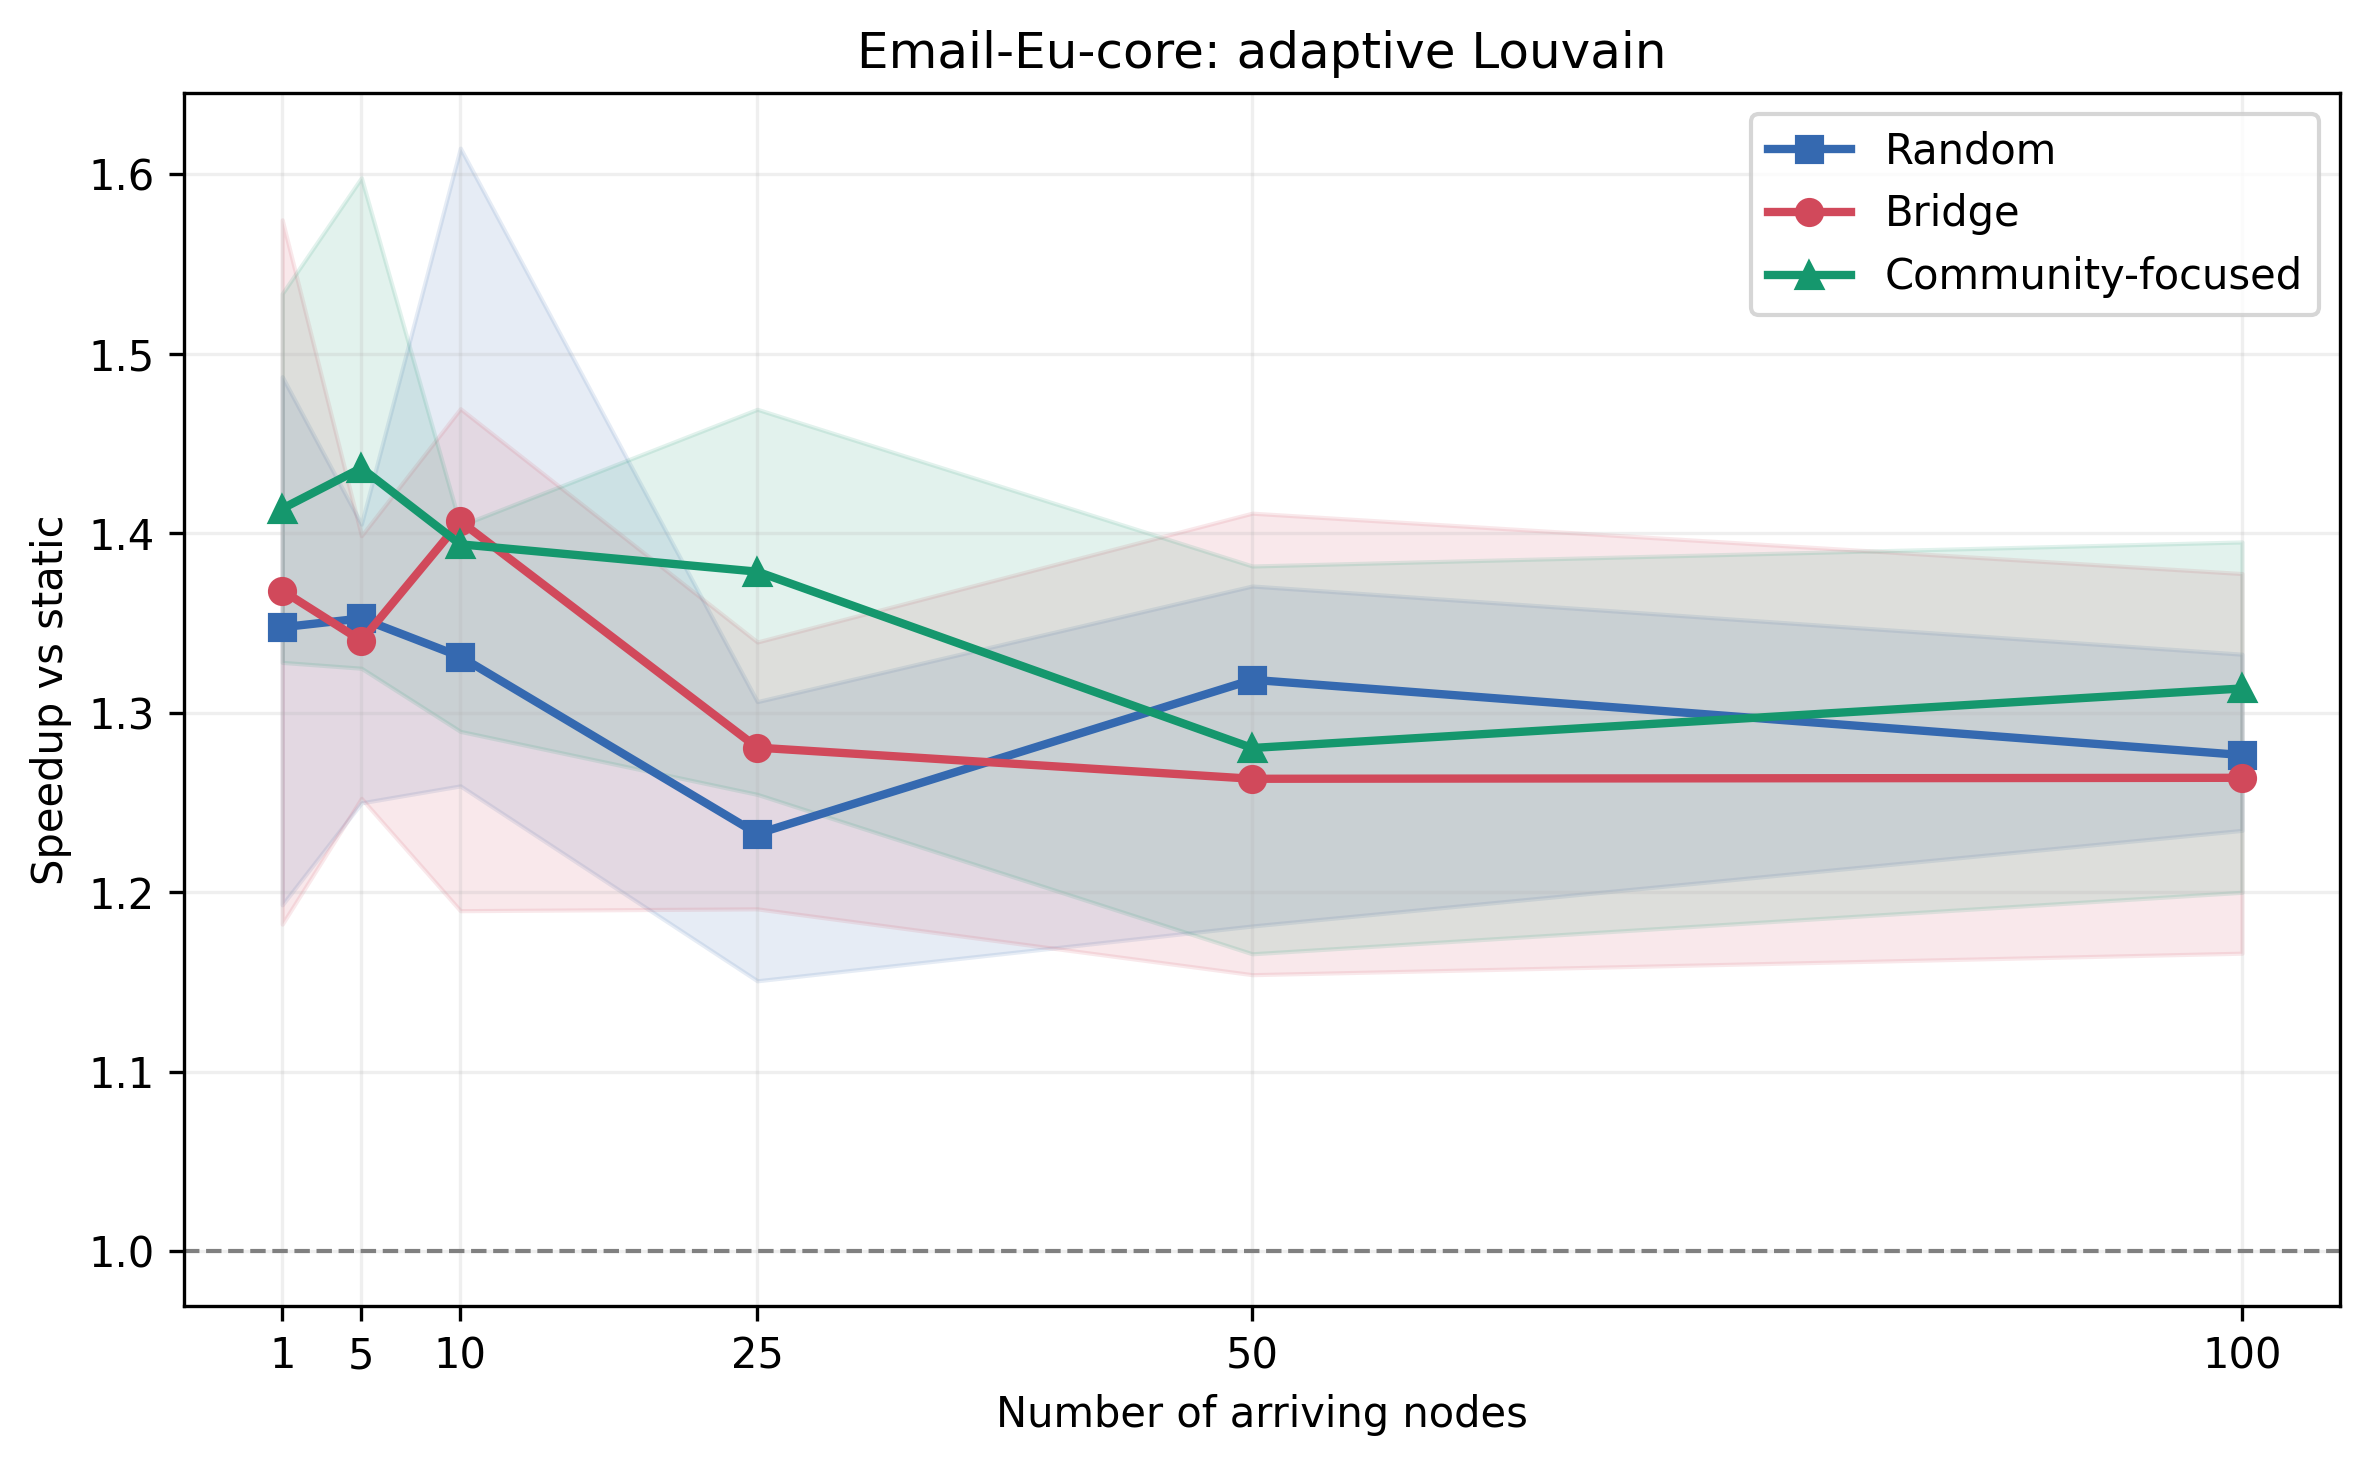 Email-Eu-core: adaptive Louvain
Random
Bridge
Community-focused
Speedup vs static
1.6
1.5
1.4
1.3
1.2
1.1
1.0
1 5 10 25 50 100
Number of arriving nodes